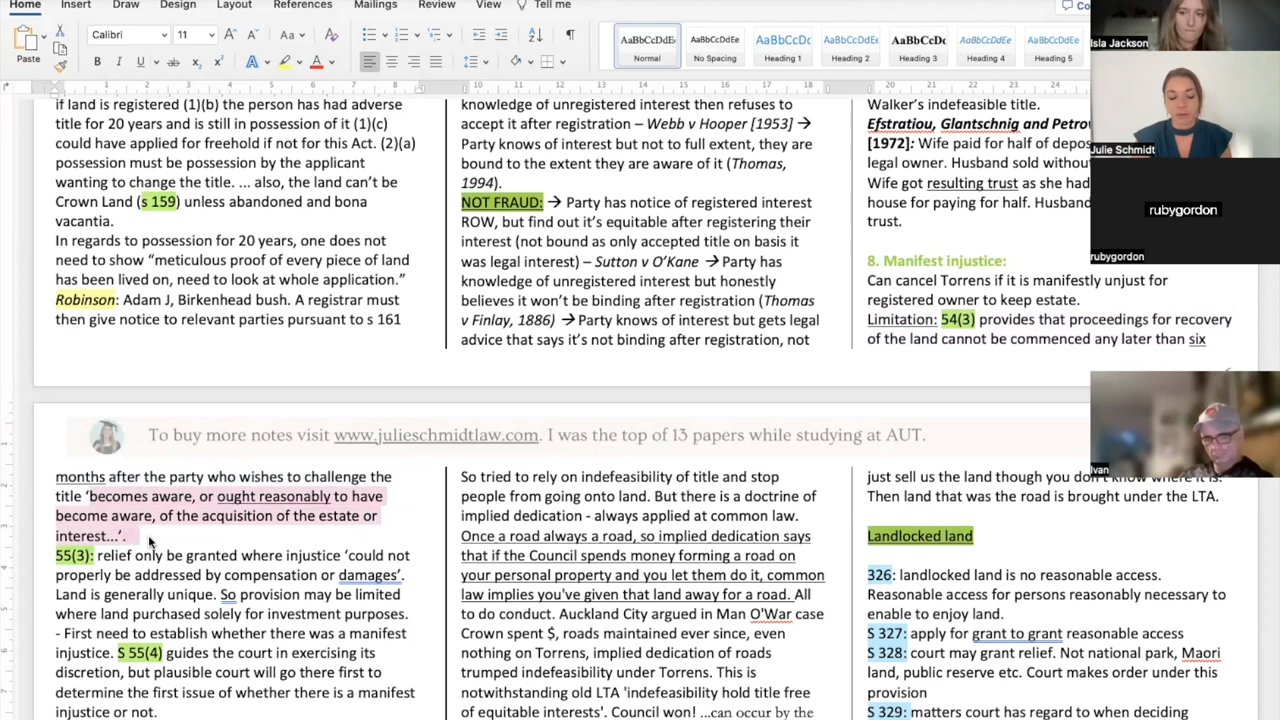 Home Insert Draw Design Layout References Mailings Review View Tell me
Paste
Calibri 11
Normal No Spacing Heading 1 Heading 2 Heading 3 Heading 4 Heading 5
if land is registered (1)(b) the person has had adverse
title for 20 years and is still in possession of it (1)(c)
could have applied for freehold if not for this Act. (2)(a)
possession must be possession by the applicant
wanting to change the title. ... also, the land can't be
Crown Land (s 159) unless abandoned and bona
vacantia.
In regards to possession for 20 years, one does not
need to show “meticulous proof of every piece of land
has been lived on, need to look at whole application.”
Robinson: Adam J, Birkenhead bush. A registrar must
then give notice to relevant parties pursuant to s 161
knowledge of unregistered interest then refuses to
accept it after registration – Webb v Hooper [1953] →
Party knows of interest but not to full extent, they are
bound to the extent they are aware of it (Thomas,
1994).
NOT FRAUD: → Party has notice of registered interest
ROW, but find out it's equitable after registering their
interest (not bound as only accepted title on basis it
was legal interest) – Sutton v O'Kane → Party has
knowledge of unregistered interest but honestly
believes it won't be binding after registration (Thomas
v Finlay, 1886) → Party knows of interest but gets legal
advice that says it's not binding after registration, not
Walker's indefeasible title.
Efstratiou, Glantschnig and Petrov
[1972]: Wife paid for half of depos
legal owner. Husband sold without
Wife got resulting trust as she had
house for paying for half. Husband
trust.
8. Manifest injustice:
Can cancel Torrens if it is manifestly unjust for
registered owner to keep estate.
Limitation: 54(3) provides that proceedings for recovery
of the land cannot be commenced any later than six
To buy more notes visit www.julieschmidtlaw.com. I was the top of 13 papers while studying at AUT.
months after the party who wishes to challenge the
title ‘becomes aware, or ought reasonably to have
become aware, of the acquisition of the estate or
interest...’.
55(3): relief only be granted where injustice ‘could not
properly be addressed by compensation or damages’.
Land is generally unique. So provision may be limited
where land purchased solely for investment purposes.
- First need to establish whether there was a manifest
injustice. S 55(4) guides the court in exercising its
discretion, but plausible court will go there first to
determine the first issue of whether there is a manifest
injustice or not.
So tried to rely on indefeasibility of title and stop
people from going onto land. But there is a doctrine of
implied dedication - always applied at common law.
Once a road always a road, so implied dedication says
that if the Council spends money forming a road on
your personal property and you let them do it, common
law implies you've given that land away for a road. All
to do conduct. Auckland City argued in Man O'War case
Crown spent $, roads maintained ever since, even
nothing on Torrens, implied dedication of roads
trumped indefeasibility under Torrens. This is
notwithstanding old LTA 'indefeasibility hold title free
of equitable interests'. Council won! ...can occur by the
just sell us the land though you don't know where it is.
Then land that was the road is brought under the LTA.
Landlocked land
326: landlocked land is no reasonable access.
Reasonable access for persons reasonably necessary to
enable to enjoy land.
S 327: apply for grant to grant reasonable access
S 328: court may grant relief. Not national park, Maori
land, public reserve etc. Court makes order under this
provision
S 329: matters court has regard to when deciding
Isla Jackson
Julie Schmidt
rubygordon
rubygordon
Ivan